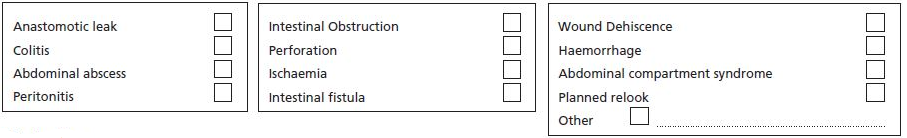 Anastomotic leak
Colitis
Abdominal abscess
Peritonitis
Intestinal Obstruction
Perforation
Ischaemia
Intestinal fistula
Wound Dehiscence
Haemorrhage
Abdominal compartment syndrome
Planned relook
Other